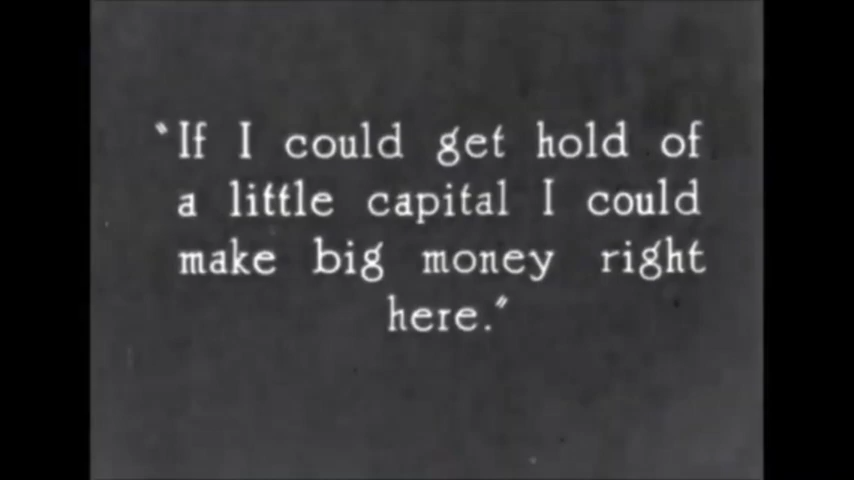 "If I could get hold of
a little capital I could
make big money right
here."